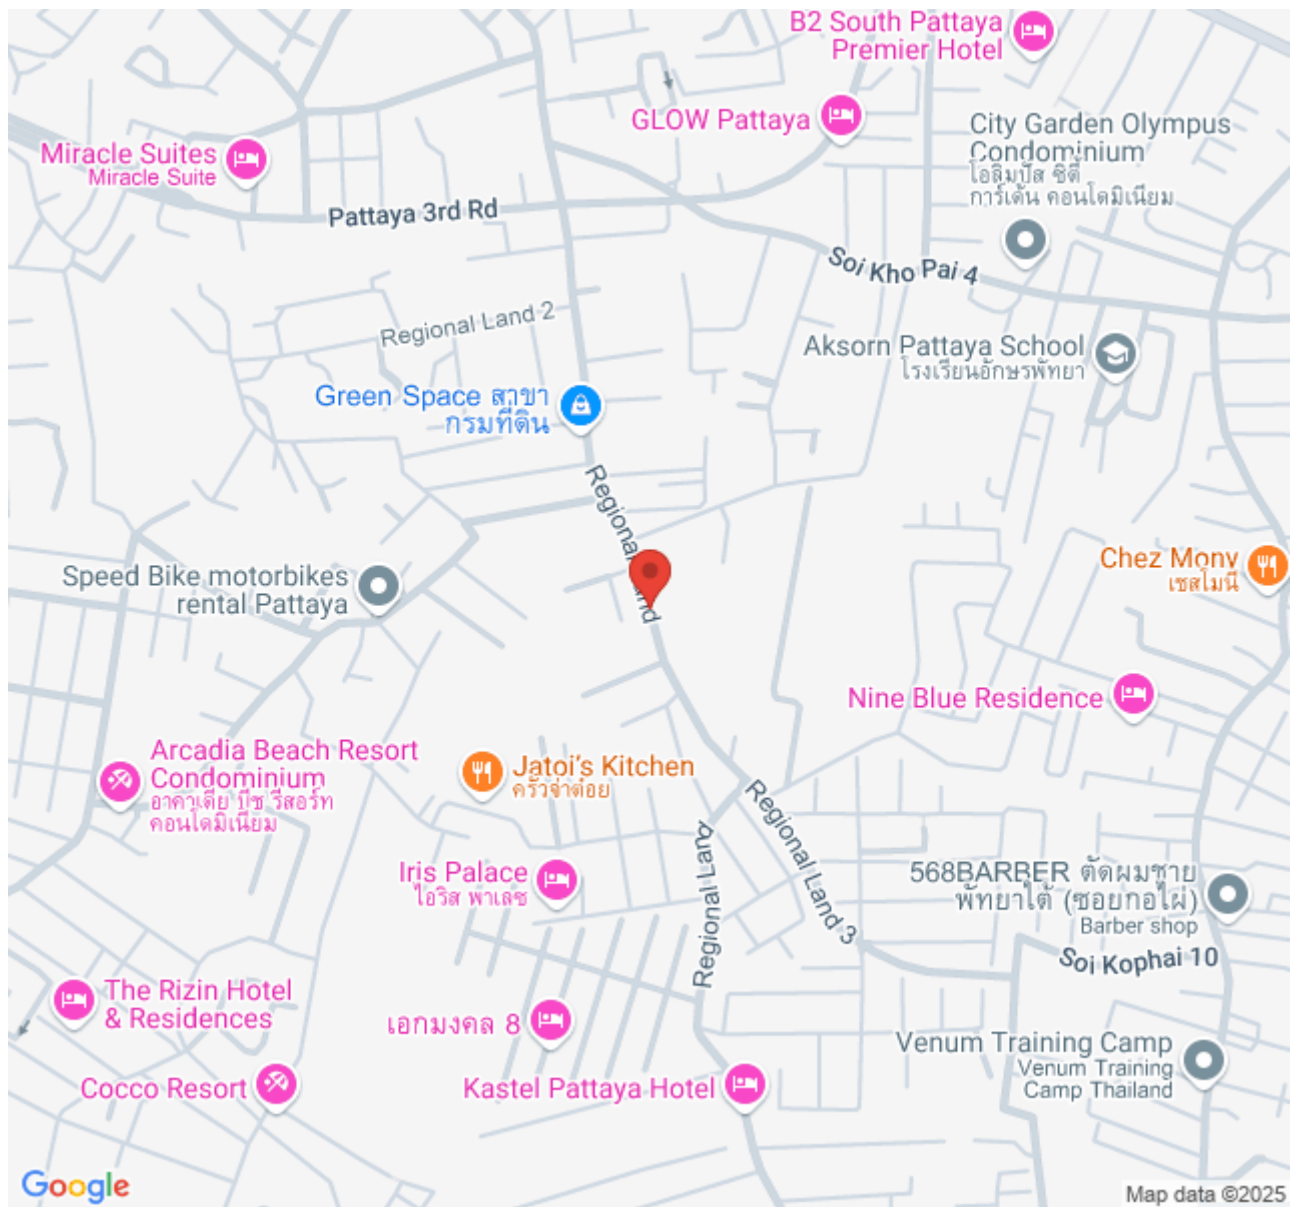 B2 South Pattaya
Premier Hotel
GLOW Pattaya
City Garden Olympus
Condominium
โอลิมปัส ซิตี้
การ์เด้น คอนโดมิเนียม
Miracle Suites
Miracle Suite
Pattaya 3rd Rd
Soi Kho Pai 4
Regional Land 2
Aksorn Pattaya School
โรงเรียนอักษรพัทยา
Green Space สาขา
กรมที่ดิน
Regional Land
Chez Mony
เชสโมนี่
Speed Bike motorbikes
rental Pattaya
Nine Blue Residence
Arcadia Beach Resort
Condominium
อาคาเดีย บีช รีสอร์ท
คอนโดมิเนียม
Jatoi's Kitchen
ครัวจ่าต๋อย
Regional Land 3
Regional Land
Iris Palace
ไอริส พาเลซ
568BARBER ตัดผมชาย
พัทยาใต้ (ซอยกอไผ่)
Barber shop
Soi Kophai 10
The Rizin Hotel
& Residences
เอกมงคล 8
Venum Training Camp
Venum Training
Camp Thailand
Cocco Resort
Kastel Pattaya Hotel
Google
Map data ©2025